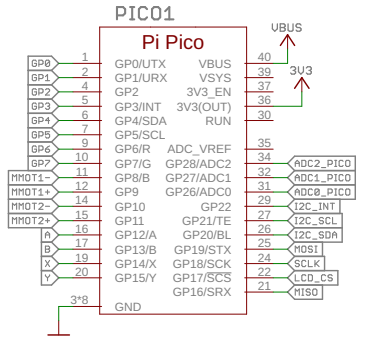 PICO1
Pi Pico
VBUS
3V3
GP0 1 GP0/UTX VBUS 40
GP1 2 GP1/URX VSYS 39
GP2 4 GP2 3V3_EN 37
GP3 5 GP3/INT 3V3(OUT) 36
GP4 6 GP4/SDA RUN 30
GP5 7 GP5/SCL
GP6 9 GP6/R ADC_VREF 35
GP7 10 GP7/G GP28/ADC2 34 ADC2_PICO
MMOT1- 11 GP8/B GP27/ADC1 32 ADC1_PICO
MMOT1+ 12 GP9 GP26/ADC0 31 ADC0_PICO
MMOT2- 14 GP10 GP22 29 I2C_INT
MMOT2+ 15 GP11 GP21/TE 27 I2C_SCL
A 16 GP12/A GP20/BL 26 I2C_SDA
B 17 GP13/B GP19/STX 25 MOSI
X 19 GP14/X GP18/SCK 24 SCLK
Y 20 GP15/Y GP17/SCS 22 LCD_CS
GP16/SRX 21 MISO
3*8 GND